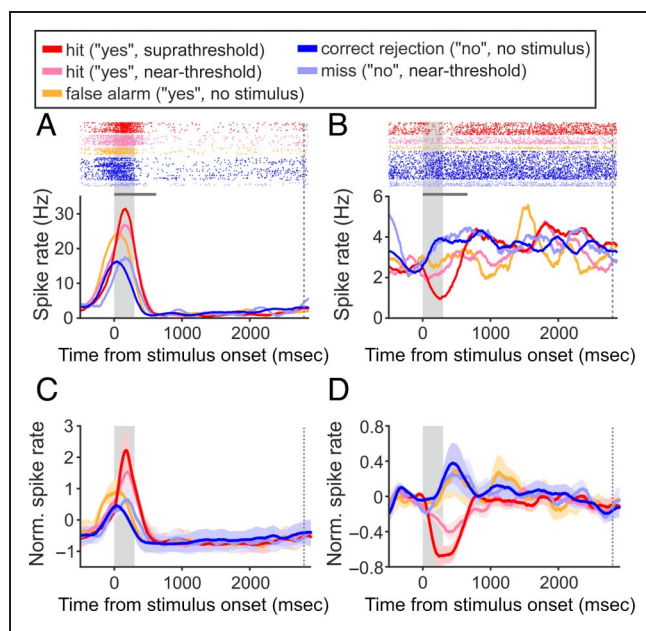 hit ("yes", suprathreshold)
correct rejection ("no", no stimulus)
hit ("yes", near-threshold)
miss ("no", near-threshold)
false alarm ("yes", no stimulus)
A
B
Spike rate (Hz)
30
20
10
0
0
1000
2000
Time from stimulus onset (msec)
Spike rate (Hz)
6
4
2
0
0
1000
2000
Time from stimulus onset (msec)
C
D
Norm. spike rate
3
2
1
0
−1
0
1000
2000
Time from stimulus onset (msec)
Norm. spike rate
0.8
0.4
0
−0.4
−0.8
0
1000
2000
Time from stimulus onset (msec)